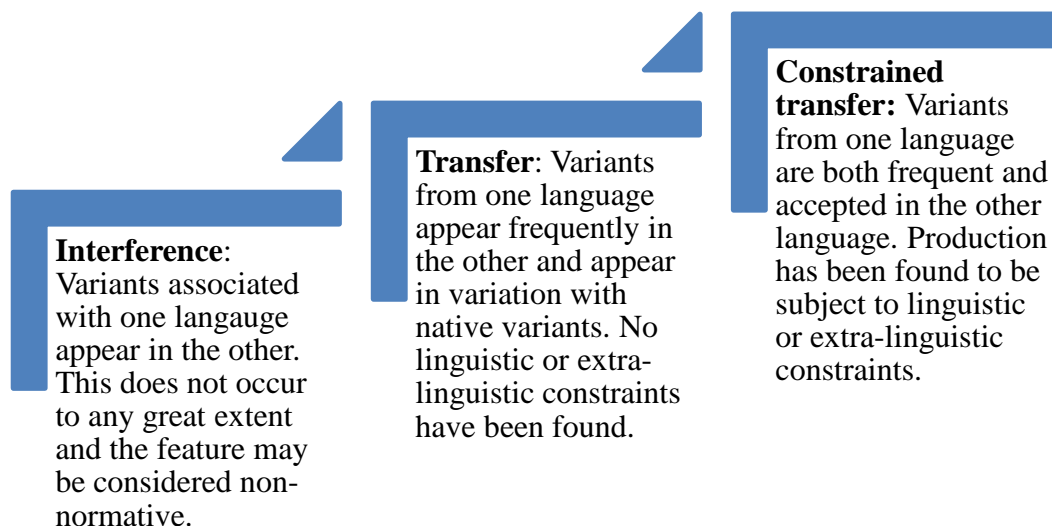 Interference:
Variants associated
with one langauge
appear in the other.
This does not occur
to any great extent
and the feature may
be considered non-
normative.
Transfer: Variants
from one language
appear frequently in
the other and appear
in variation with
native variants. No
linguistic or extra-
linguistic constraints
have been found.
Constrained
transfer: Variants
from one language
are both frequent and
accepted in the other
language. Production
has been found to be
subject to linguistic
or extra-linguistic
constraints.